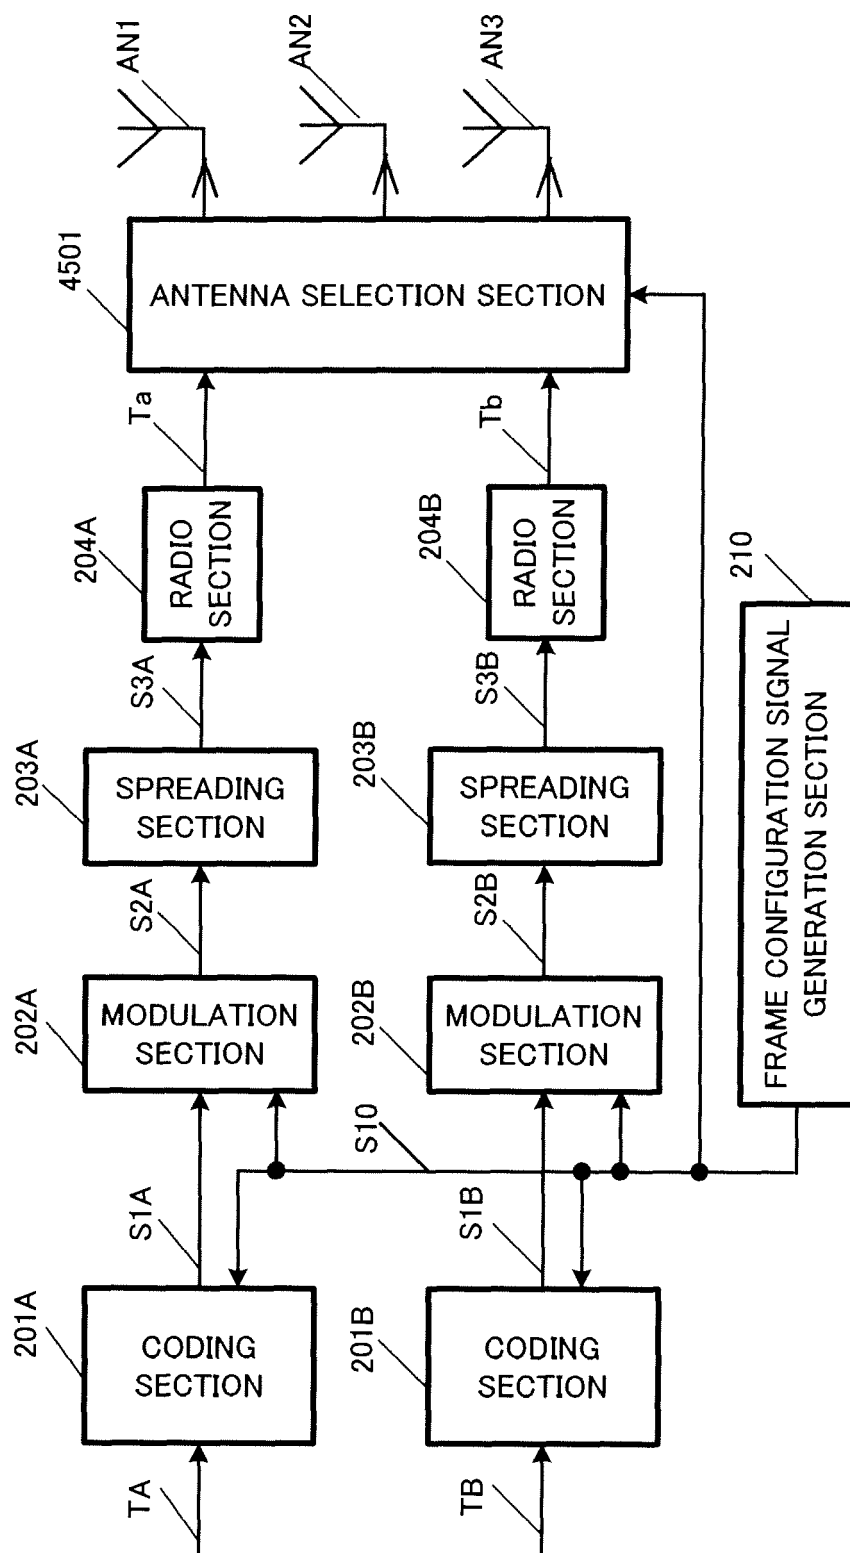 TA
201A
CODING
SECTION
S1A
202A
MODULATION
SECTION
S2A
203A
SPREADING
SECTION
S3A
204A
RADIO
SECTION
Ta
4501
ANTENNA SELECTION SECTION
AN1
AN2
AN3
TB
201B
CODING
SECTION
S1B
S10
202B
MODULATION
SECTION
S2B
203B
SPREADING
SECTION
S3B
204B
RADIO
SECTION
Tb
210
FRAME CONFIGURATION SIGNAL
GENERATION SECTION